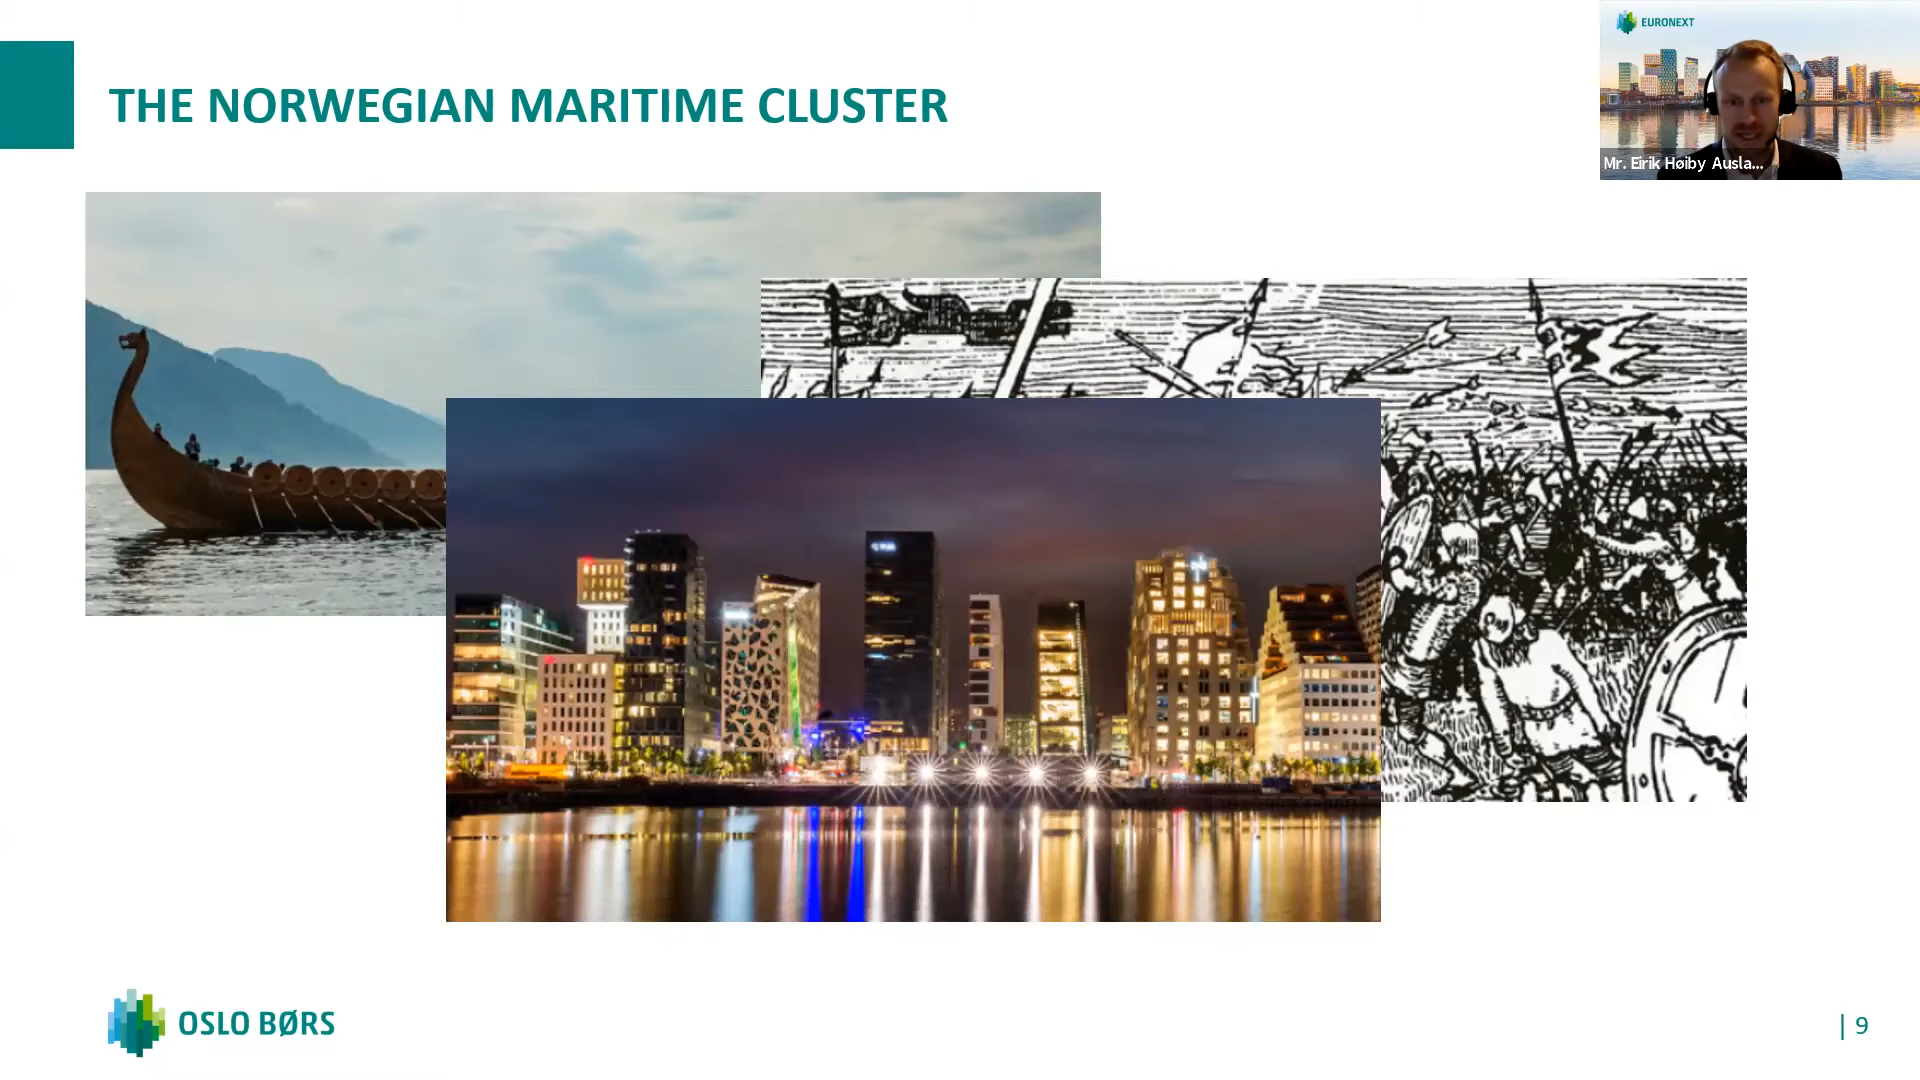 THE NORWEGIAN MARITIME CLUSTER
EURONEXT
Mr. Eirik Høiby Ausla...
OSLO BØRS
| 9